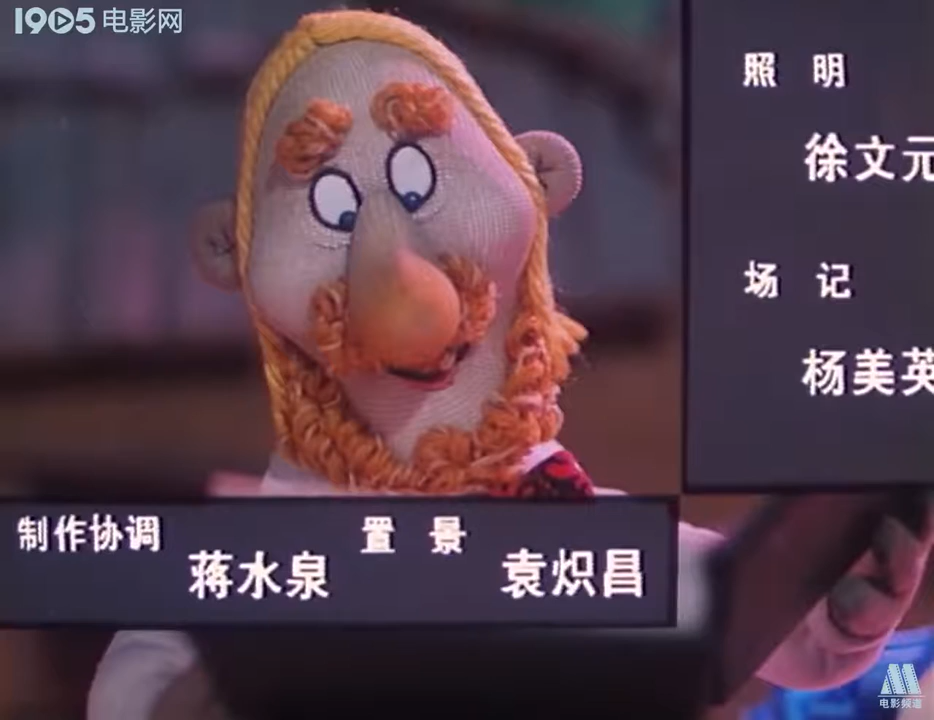 1905电影网
照 明
徐文元
场 记
杨美英
制作协调
蒋水泉
置 景
袁炽昌
电影频道